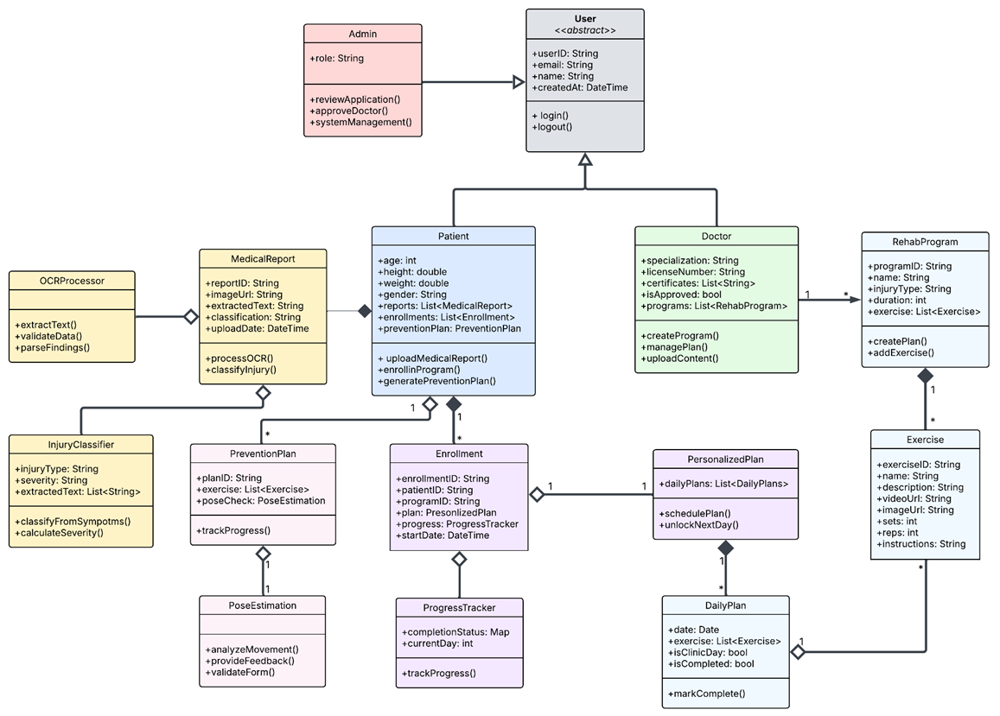 User
<<abstract>>
+userID: String
+email: String
+name: String
+createdAt: DateTime
+ login()
+logout()
Admin
+role: String
+reviewApplication()
+approveDoctor()
+systemManagement()
Patient
+age: int
+height: double
+weight: double
+gender: String
+reports: List<MedicalReport>
+enrollments: List<Enrollment>
+preventionPlan: PreventionPlan
+ uploadMedicalReport()
+enrollinProgram()
+generatePreventionPlan()
Doctor
+specialization: String
+licenseNumber: String
+certificates: List<String>
+isApproved: bool
+programs: List<RehabProgram>
+createProgram()
+managePlan()
+uploadContent()
1
*
RehabProgram
+programID: String
+name: String
+injuryType: String
+duration: int
+exercise: List<Exercise>
+createPlan()
+addExercise()
1
*
MedicalReport
+reportID: String
+imageUrl: String
+extractedText: String
+classification: String
+uploadDate: DateTime
+processOCR()
+classifyInjury()
OCRProcessor
+extractText()
+validateData()
+parseFindings()
InjuryClassifier
+injuryType: String
+severity: String
+extractedText: List<String>
+classifyFromSympotms()
+calculateSeverity()
1
*
PreventionPlan
+planID: String
+exercise: List<Exercise>
+poseCheck: PoseEstimation
+trackProgress()
1
1
PoseEstimation
+analyzeMovement()
+provideFeedback()
+validateForm()
1
*
Enrollment
+enrollmentID: String
+patientID: String
+programID: String
+plan: PresonlizedPlan
+progress: ProgressTracker
+startDate: DateTime
1
1
ProgressTracker
+completionStatus: Map
+currentDay: int
+trackProgress()
PersonalizedPlan
+dailyPlans: List<DailyPlans>
+schedulePlan()
+unlockNextDay()
1
*
DailyPlan
+date: Date
+exercise: List<Exercise>
+isClinicDay: bool
+isCompleted: bool
+markComplete()
1
*
Exercise
+exerciseID: String
+name: String
+description: String
+videoUrl: String
+imageUrl: String
+sets: int
+reps: int
+instructions: String